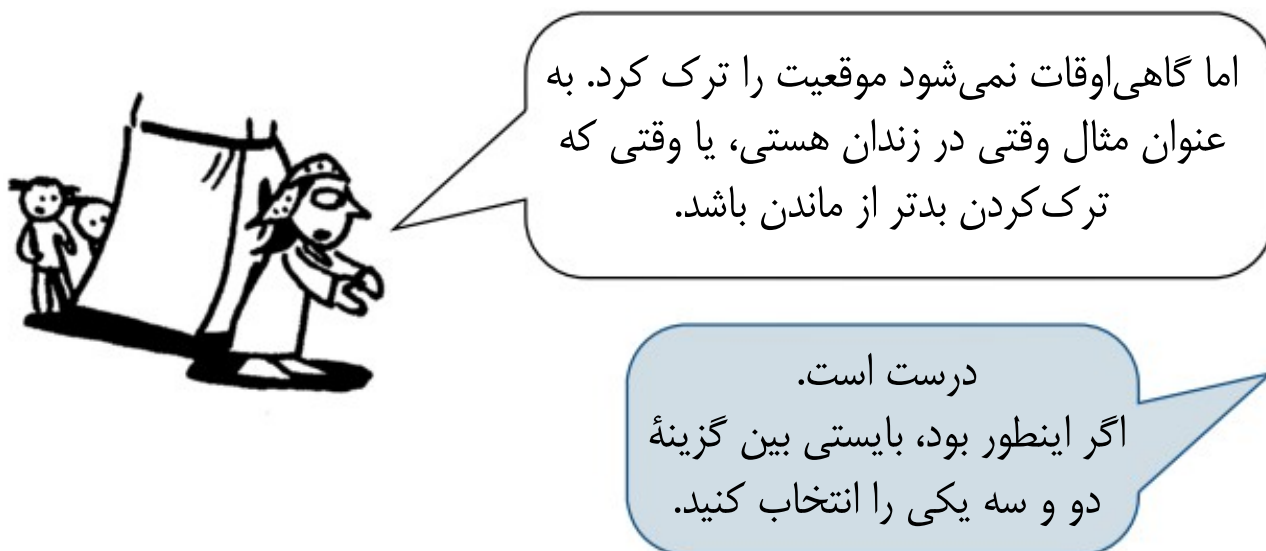 اما گاهی‌اوقات نمی‌شود موقعیت را ترک کرد. به
عنوان مثال وقتی در زندان هستی، یا وقتی که
ترک‌کردن بدتر از ماندن باشد.
درست است.
اگر اینطور بود، بایستی بین گزینهٔ
دو و سه یکی را انتخاب کنید.